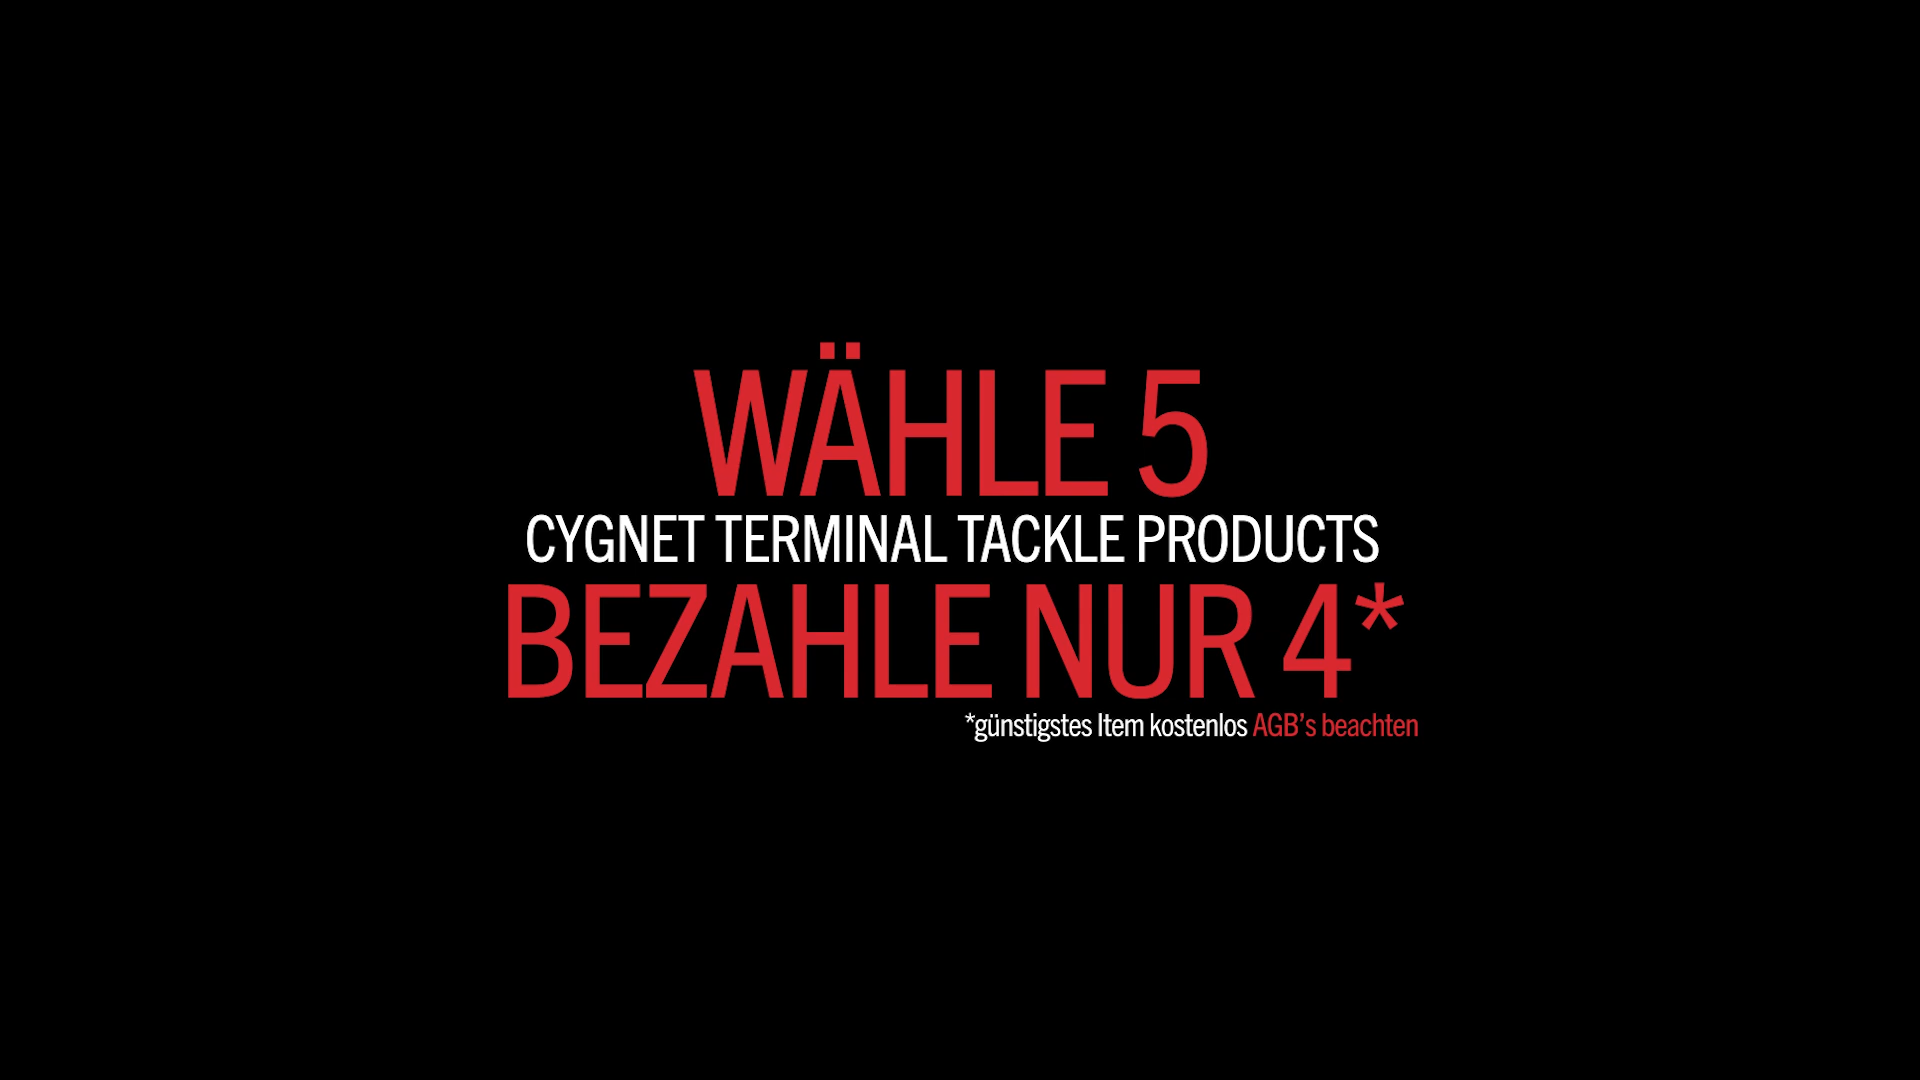 WÄHLE 5
CYGNET TERMINAL TACKLE PRODUCTS
BEZAHLE NUR 4*
*günstigstes Item kostenlos AGB’s beachten